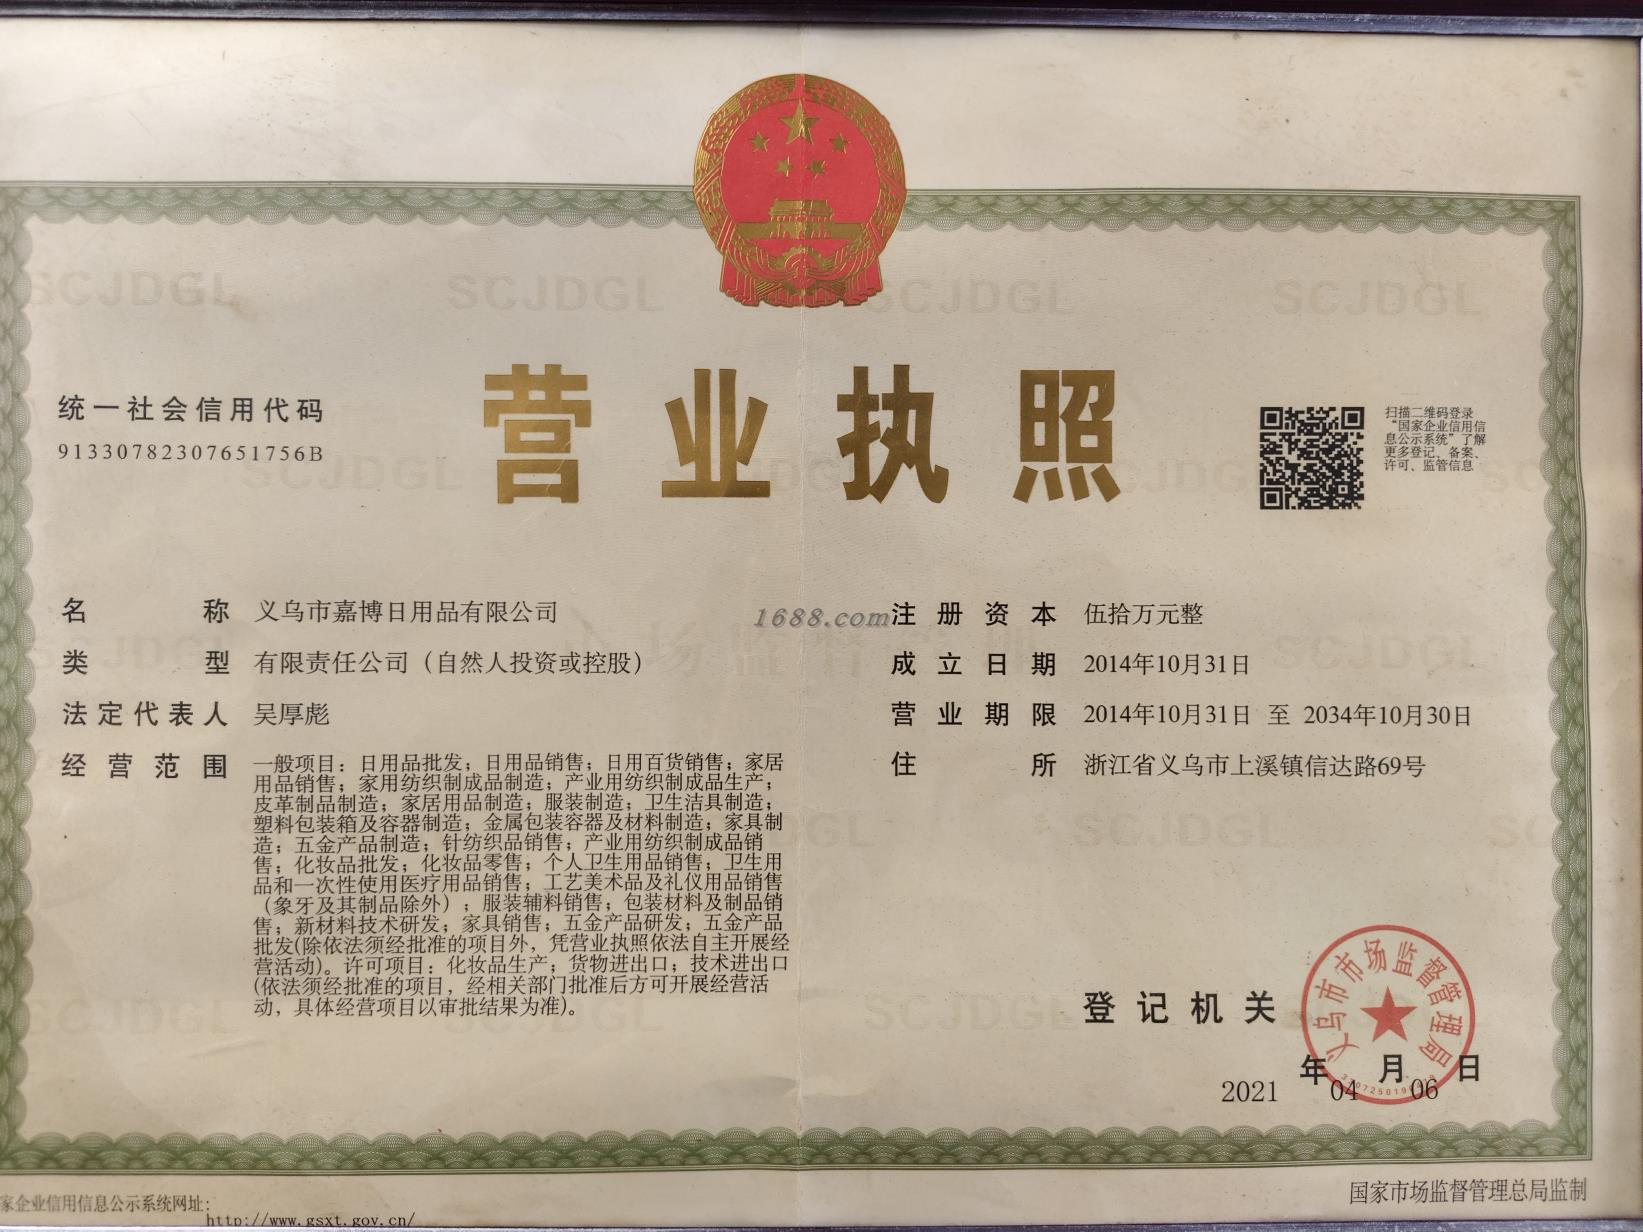 营业执照
统一社会信用代码
91330782307651756B
扫描二维码登录
“国家企业信用信
息公示系统”了解
更多登记、备案、
许可、监管信息
名称 义乌市嘉博日用品有限公司
类型 有限责任公司（自然人投资或控股）
法定代表人 吴厚彪
经营范围 一般项目：日用品批发；日用品销售；日用百货销售；家居
用品销售；家用纺织制成品制造；产业用纺织制成品生产；
皮革制品制造；家居用品制造；服装制造；卫生洁具制造；
塑料包装箱及容器制造；金属包装容器及材料制造；家具制
造；五金产品制造；针纺织品销售；产业用纺织制成品销
售；化妆品批发；化妆品零售；个人卫生用品销售；卫生用
品和一次性使用医疗用品销售；工艺美术品及礼仪用品销售
（象牙及其制品除外）；服装辅料销售；包装材料及制品销
售；新材料技术研发；家具销售；五金产品研发；五金产品
批发(除依法须经批准的项目外，凭营业执照依法自主开展经
营活动)。许可项目：化妆品生产；货物进出口；技术进出口
(依法须经批准的项目，经相关部门批准后方可开展经营活
动，具体经营项目以审批结果为准)。
1688.com
注册资本 伍拾万元整
成立日期 2014年10月31日
营业期限 2014年10月31日 至 2034年10月30日
住所 浙江省义乌市上溪镇信达路69号
登记机关
义乌市市场监督管理局
2021年04月06日
家企业信用信息公示系统网址：
http://www.gsxt.gov.cn/
国家市场监督管理总局监制
SCJDGL